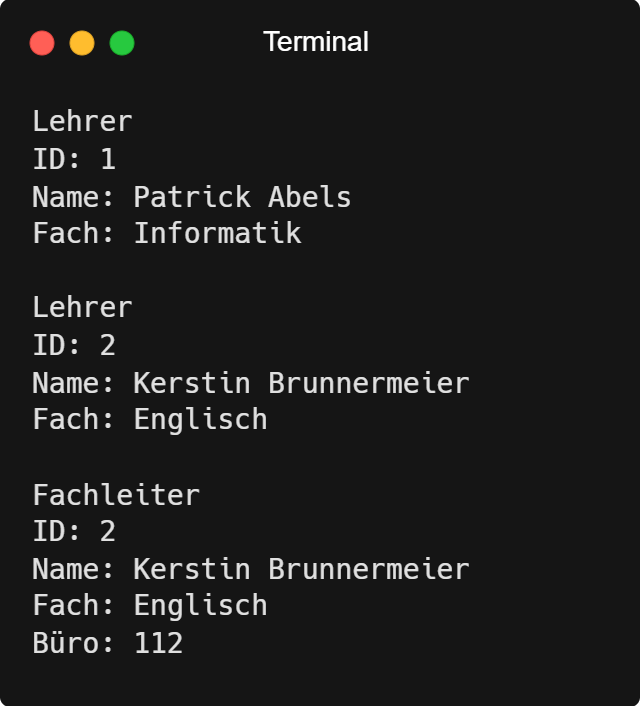 Terminal
Lehrer
ID: 1
Name: Patrick Abels
Fach: Informatik
Lehrer
ID: 2
Name: Kerstin Brunnermeier
Fach: Englisch
Fachleiter
ID: 2
Name: Kerstin Brunnermeier
Fach: Englisch
Büro: 112